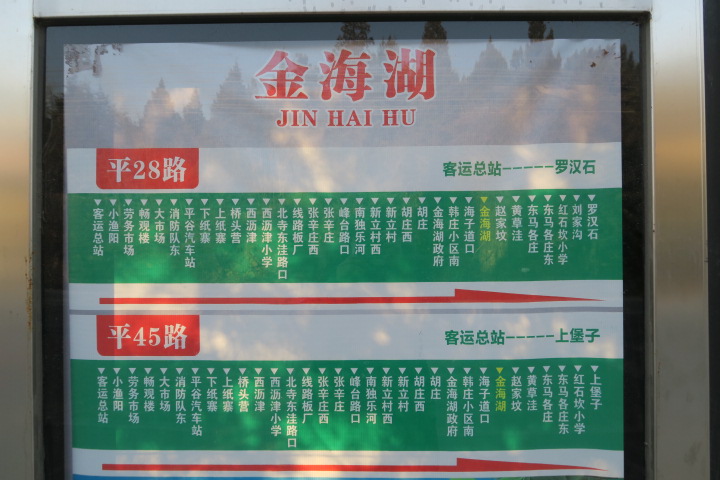 金海湖
JIN HAI HU
平28路
客运总站-----罗汉石
客运总站
小渔阳
劳务市场
畅观楼
大市场
消防队东
平谷汽车站
下纸寨
上纸寨
桥头营
西沥津
西沥津小学
北寺东洼路口
线路板厂
张辛庄西
张辛庄
峰台路口
南独乐河
新立村西
新立村
胡庄西
胡庄
金海湖政府
韩庄小区南
海子道口
金海湖
赵家坟
黄草洼
东马各庄
东马各庄东
红石坎小学
刘家沟
罗汉石
平45路
客运总站-----上堡子
客运总站
小渔阳
劳务市场
畅观楼
大市场
消防队东
平谷汽车站
下纸寨
上纸寨
桥头营
西沥津
西沥津小学
北寺东洼路口
线路板厂
张辛庄西
张辛庄
峰台路口
南独乐河
新立村西
新立村
胡庄西
胡庄
金海湖政府
韩庄小区南
海子道口
金海湖
赵家坟
黄草洼
东马各庄
东马各庄东
红石坎小学
上堡子